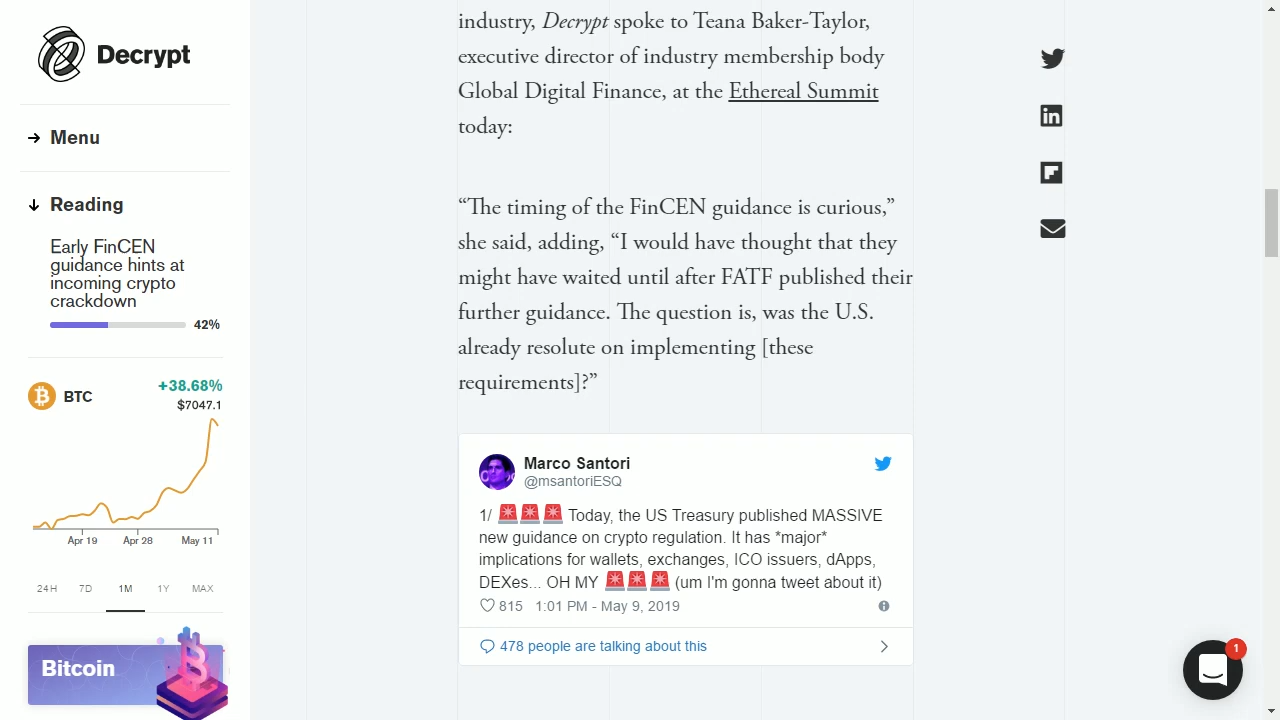 Decrypt
Menu
Reading
Early FinCEN
guidance hints at
incoming crypto
crackdown
42%
BTC
+38.68%
$7047.1
Apr 19
Apr 28
May 11
24H
7D
1M
1Y
MAX
Bitcoin
industry, Decrypt spoke to Teana Baker-Taylor,
executive director of industry membership body
Global Digital Finance, at the Ethereal Summit
today:
“The timing of the FinCEN guidance is curious,”
she said, adding, “I would have thought that they
might have waited until after FATF published their
further guidance. The question is, was the U.S.
already resolute on implementing [these
requirements]?”
Marco Santori
@msantoriESQ
1/ 🚨🚨🚨 Today, the US Treasury published MASSIVE
new guidance on crypto regulation. It has *major*
implications for wallets, exchanges, ICO issuers, dApps,
DEXes... OH MY 🚨🚨🚨 (um I'm gonna tweet about it)
815 1:01 PM - May 9, 2019
478 people are talking about this
1